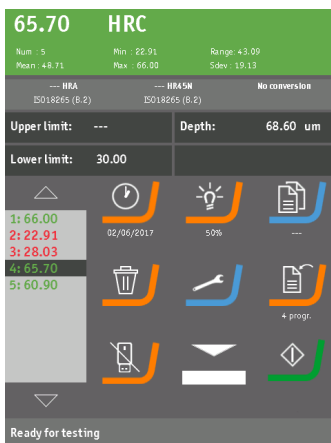 65.70 HRC
Num : 5 Min : 22.91 Range: 43.09
Mean : 48.71 Max : 66.00 Sdev : 19.13
--- HRA --- HR45N No conversion
ISO18265 (B.2) ISO18265 (B.2)
Upper limit: --- Depth: 68.60 um
Lower limit: 30.00
1: 66.00
2: 22.91
3: 28.03
4: 65.70
5: 60.90
02/06/2017 50% ---
4 progr.
Ready for testing